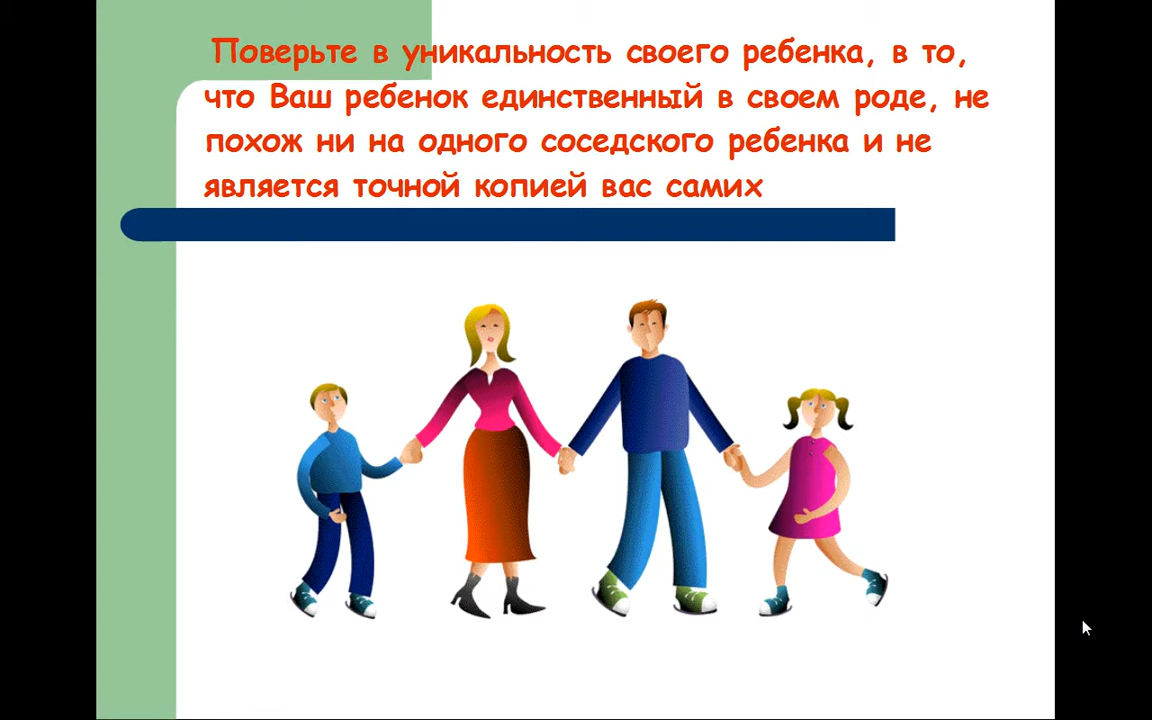 Поверьте в уникальность своего ребенка, в то,
что Ваш ребенок единственный в своем роде, не
похож ни на одного соседского ребенка и не
является точной копией вас самих